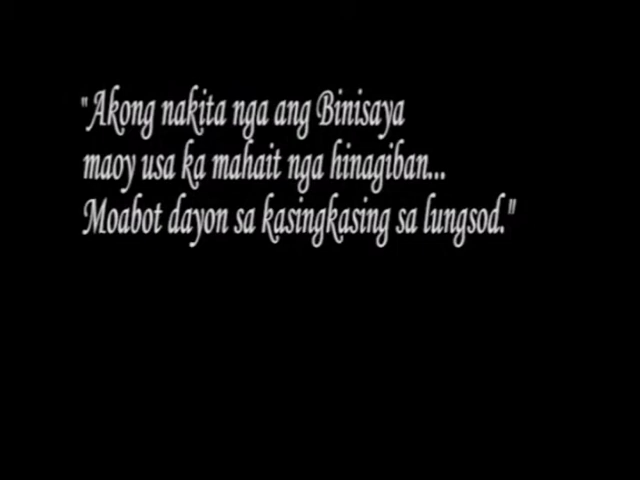 "Akong nakita nga ang Binisaya
maoy usa ka mahait nga hinagiban...
Moabot dayon sa kasingkasing sa lungsod."